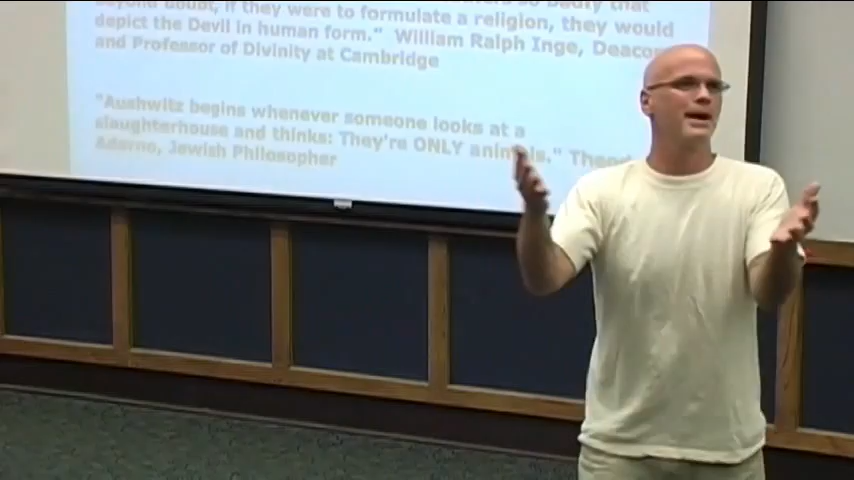 beyond doubt, if they were to formulate a religion, they would
depict the Devil in human form." William Ralph Inge, Deacon
and Professor of Divinity at Cambridge
"Aushwitz begins whenever someone looks at a
slaughterhouse and thinks: They're ONLY animals."
Adorno, Jewish Philosopher